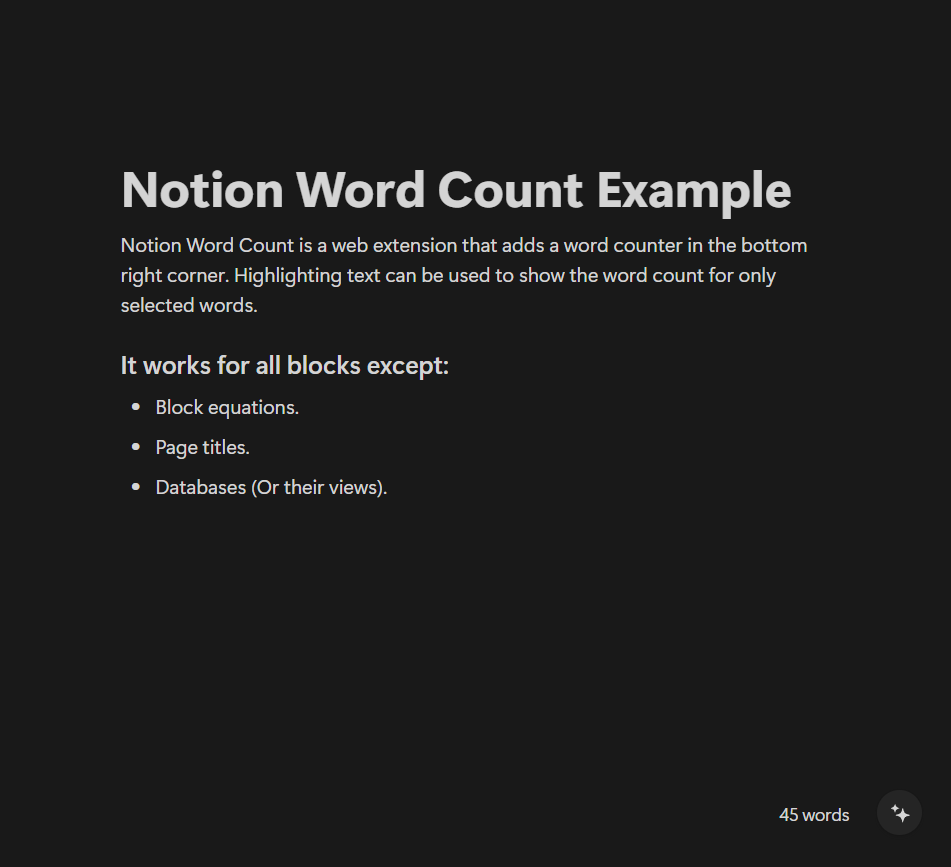 Notion Word Count Example
Notion Word Count is a web extension that adds a word counter in the bottom
right corner. Highlighting text can be used to show the word count for only
selected words.
It works for all blocks except:
• Block equations.
• Page titles.
• Databases (Or their views).
45 words